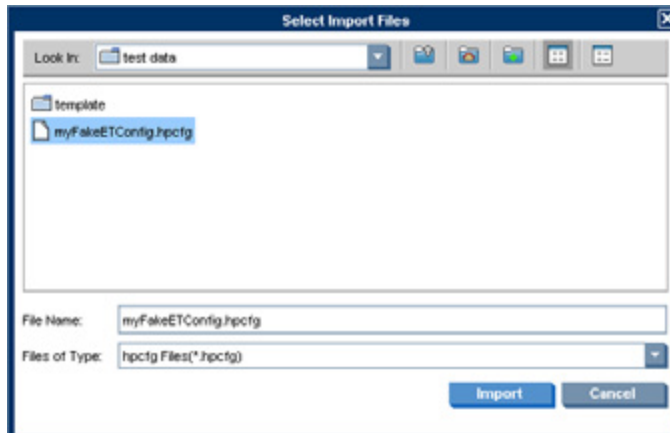 Select Import Files
Look In: test data
template
myFakeETConfig.hpcfg
File Name: myFakeETConfig.hpcfg
Files of Type: hpcfg Files(*.hpcfg)
Import Cancel